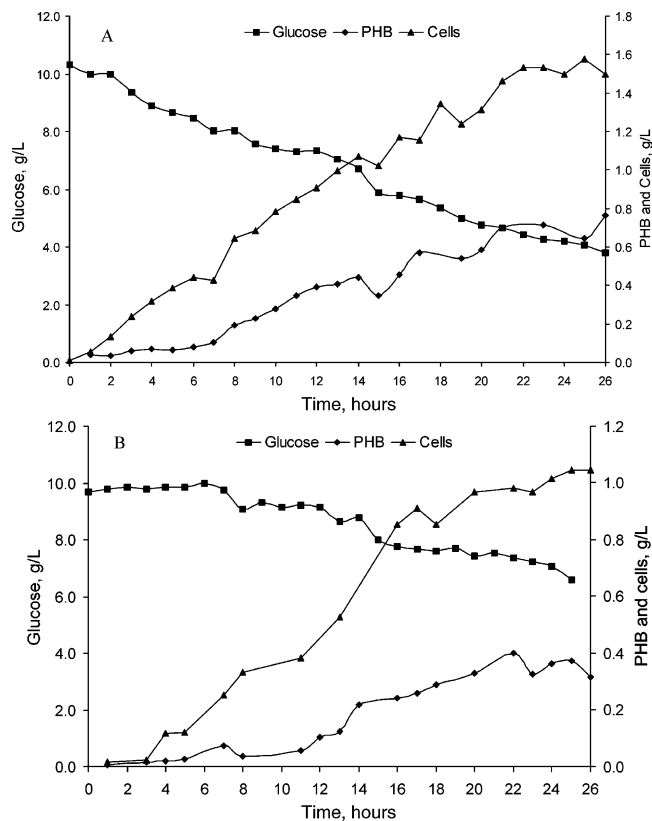 A
Glucose PHB Cells
12.0
10.0
8.0
6.0
4.0
2.0
0.0
Glucose, g/L
1.8
1.6
1.4
1.2
1.0
0.8
0.6
0.4
0.2
0.0
PHB and Cells, g/L
0 2 4 6 8 10 12 14 16 18 20 22 24 26
Time, hours
B
Glucose PHB Cells
12.0
10.0
8.0
6.0
4.0
2.0
0.0
Glucose, g/L
1.2
1.0
0.8
0.6
0.4
0.2
0.0
PHB and cells, g/L
0 2 4 6 8 10 12 14 16 18 20 22 24 26
Time, hours